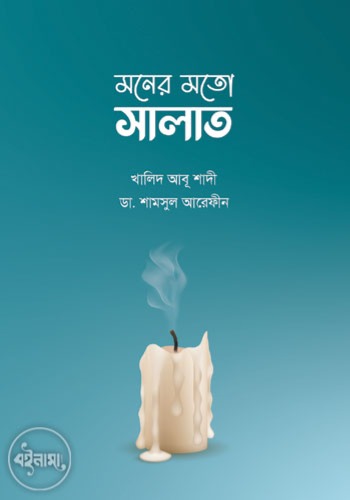 মনের মতো
সালাত
খালিদ আবূ শাদী
ডা. শামসুল আরেফীন
বইনামা